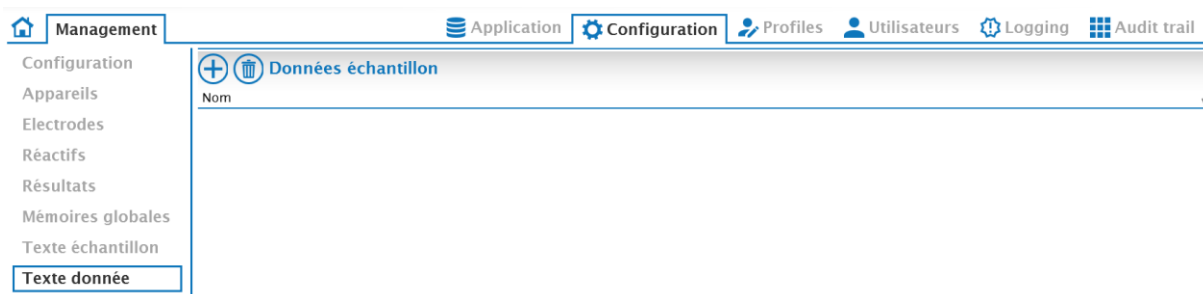 Management Application Configuration Profiles Utilisateurs Logging Audit trail
Configuration
Données échantillon
Appareils
Nom
Electrodes
Réactifs
Résultats
Mémoires globales
Texte échantillon
Texte donnée